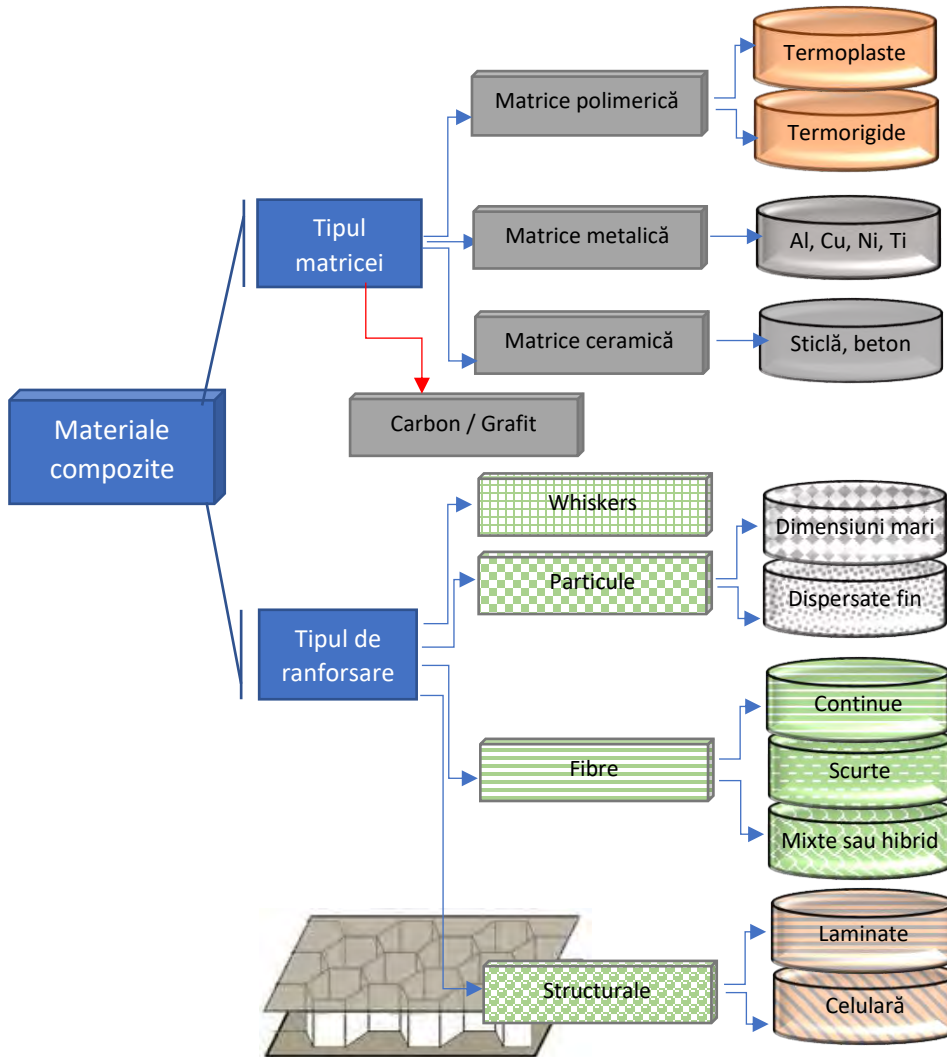 Materiale
compozite
Tipul
matricei
Matrice polimerică
Termoplaste
Termorigide
Matrice metalică
Al, Cu, Ni, Ti
Matrice ceramică
Sticlă, beton
Carbon / Grafit
Tipul de
ranforsare
Whiskers
Particule
Dimensiuni mari
Dispersate fin
Fibre
Continue
Scurte
Mixte sau hibrid
Structurale
Laminate
Celulară